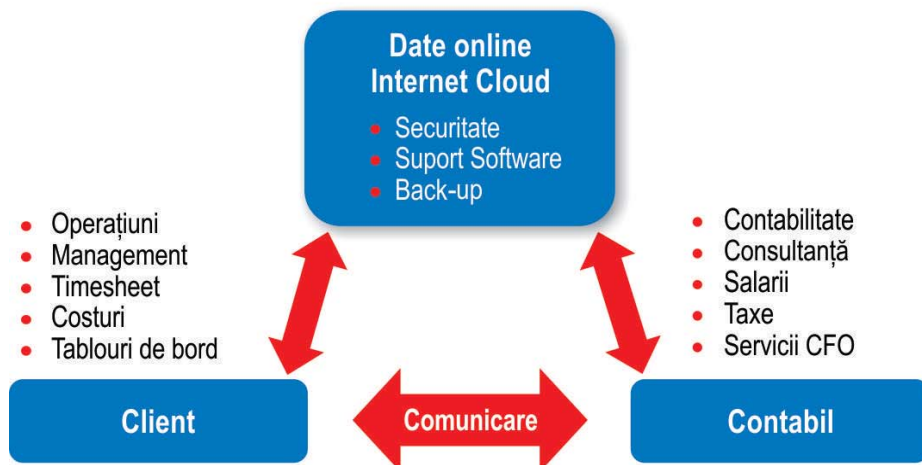 Date online
Internet Cloud
• Securitate
• Suport Software
• Back-up
• Operațiuni
• Management
• Timesheet
• Costuri
• Tablouri de bord
• Contabilitate
• Consultanță
• Salarii
• Taxe
• Servicii CFO
Client
Comunicare
Contabil